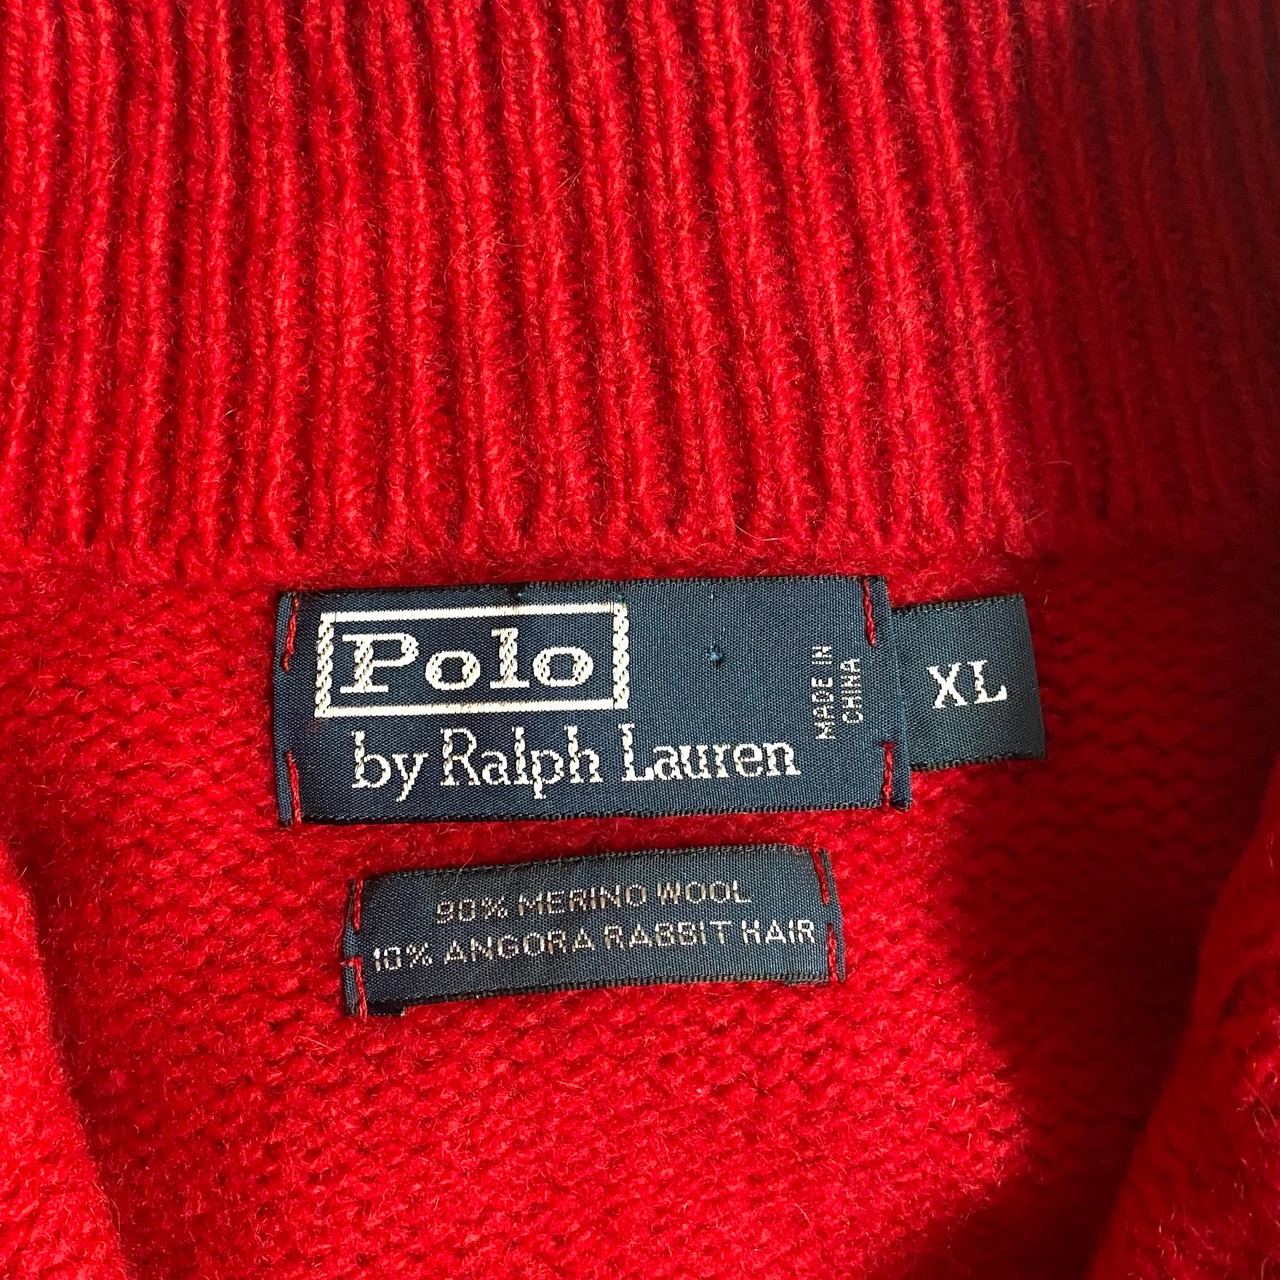 Polo
by Ralph Lauren
MADE IN
CHINA
XL
90% MERINO WOOL
10% ANGORA RABBIT HAIR